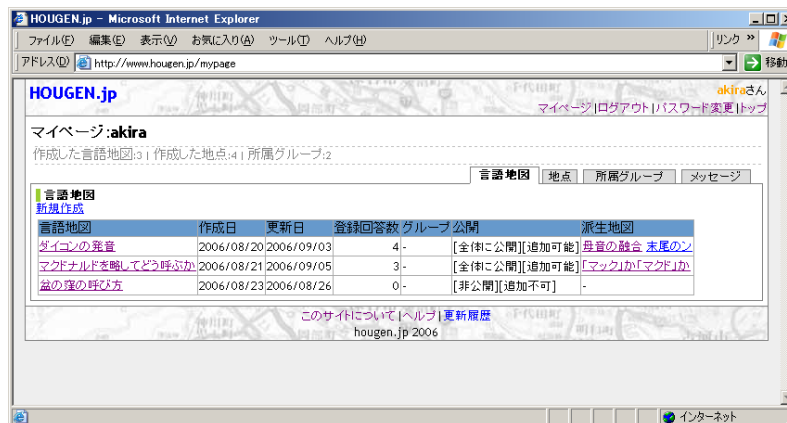 HOUGEN.jp - Microsoft Internet Explorer
ファイル(F) 編集(E) 表示(V) お気に入り(A) ツール(T) ヘルプ(H) リンク »
アドレス(D) http://www.hougen.jp/mypage 移動
HOUGEN.jp akiraさん
マイページ|ログアウト|パスワード変更|トップ
マイページ:akira
作成した言語地図:3 | 作成した地点:4 | 所属グループ:2
言語地図 地点 所属グループ メッセージ
言語地図
新規作成
言語地図 作成日 更新日 登録回答数 グループ 公開 派生地図
ダイコンの発音 2006/08/20 2006/09/03 4 - [全体に公開][追加可能] 母音の融合 末尾のン
マクドナルドを略してどう呼ぶか 2006/08/21 2006/09/05 3 - [全体に公開][追加可能] 「マック」か「マクド」か
盆の窪の呼び方 2006/08/23 2006/08/26 0 - [非公開][追加不可] -
このサイトについて|ヘルプ|更新履歴
hougen.jp 2006
インターネット